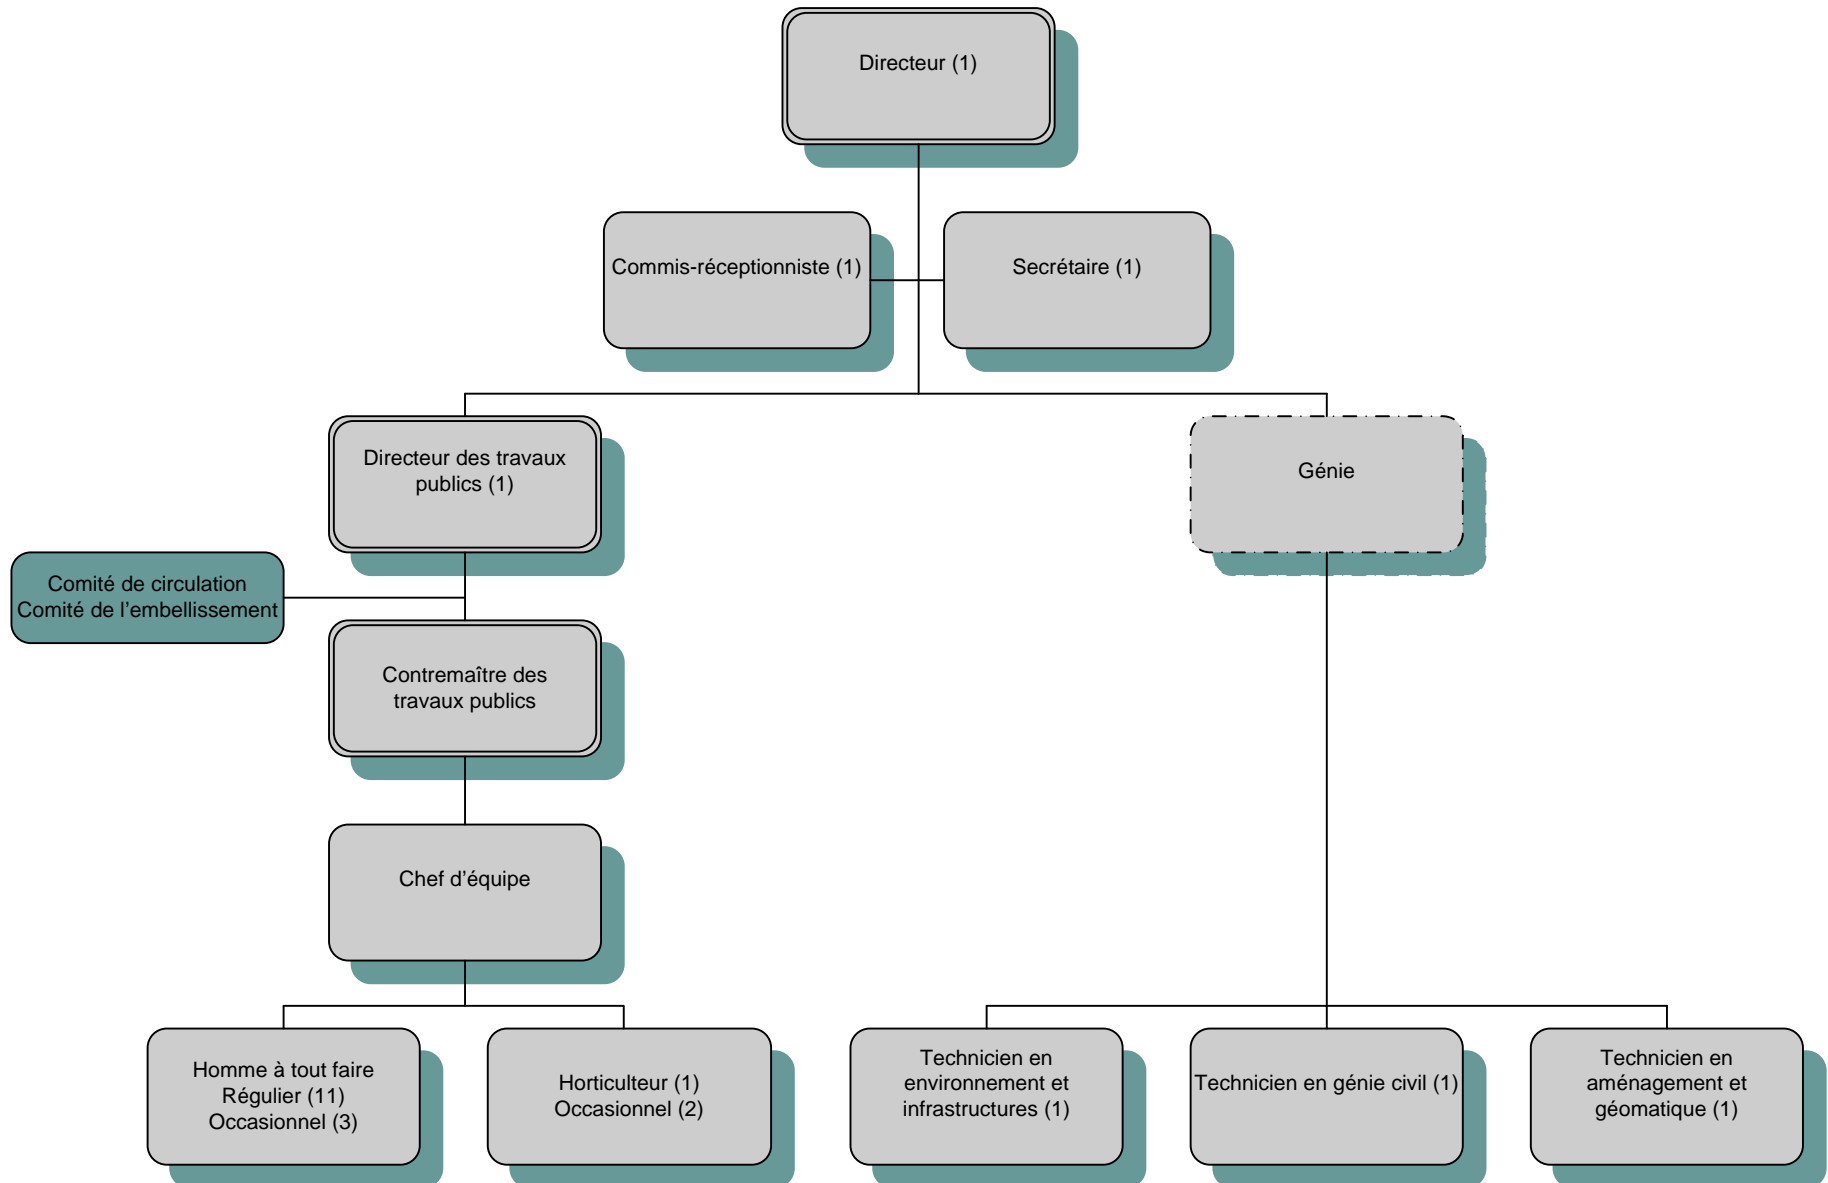 Directeur (1)
Commis-réceptionniste (1)
Secrétaire (1)
Directeur des travaux
publics (1)
Génie
Comité de circulation
Comité de l'embellissement
Contremaître des
travaux publics
Chef d'équipe
Homme à tout faire
Régulier (11)
Occasionnel (3)
Horticulteur (1)
Occasionnel (2)
Technicien en
environnement et
infrastructures (1)
Technicien en génie civil (1)
Technicien en
aménagement et
géomatique (1)